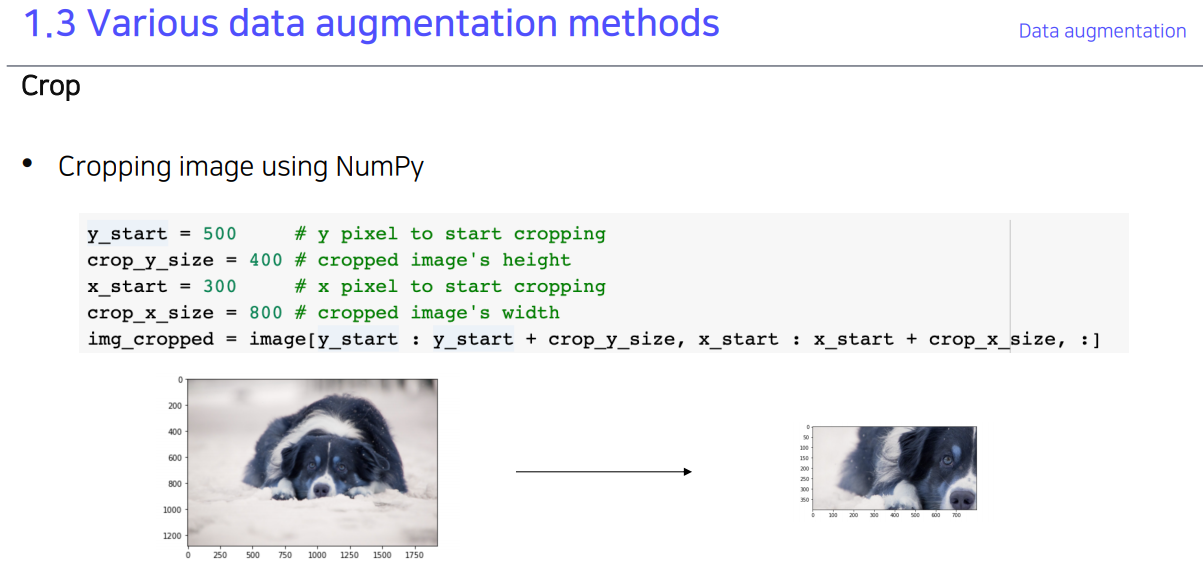 1.3 Various data augmentation methods
Data augmentation
Crop
• Cropping image using NumPy
y_start = 500     # y pixel to start cropping
crop_y_size = 400 # cropped image's height
x_start = 300     # x pixel to start cropping
crop_x_size = 800 # cropped image's width
img_cropped = image[y_start : y_start + crop_y_size, x_start : x_start + crop_x_size, :]
0
200
400
600
800
1000
1200
0 250 500 750 1000 1250 1500 1750
0
50
100
150
200
250
300
350
0 100 200 300 400 500 600 700